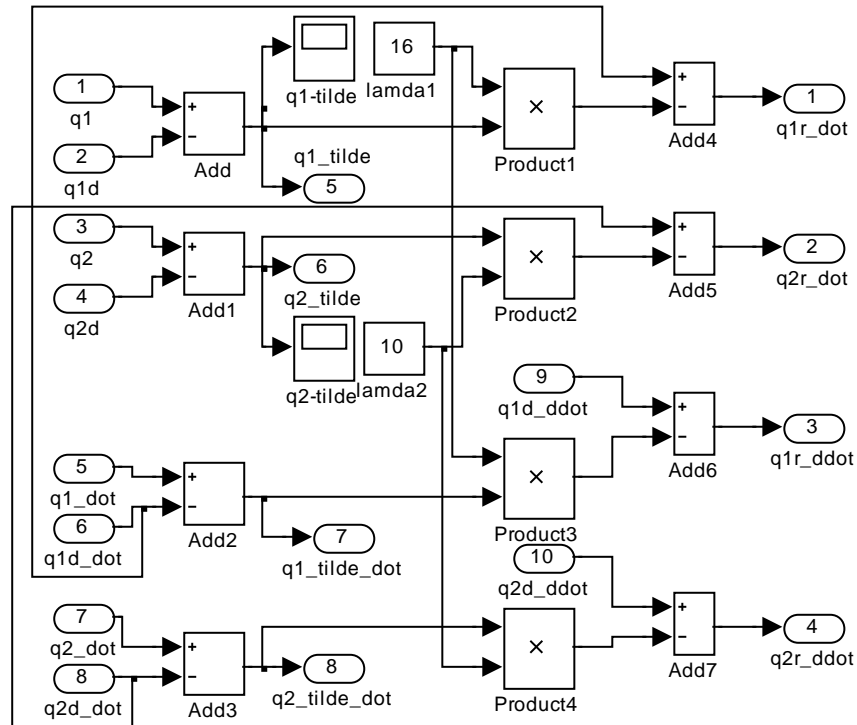 1
q1
2
q1d
+
−
Add
q1-tilde
16
lamda1
q1_tilde
5
×
Product1
+
−
Add4
1
q1r_dot
3
q2
4
q2d
+
−
Add1
6
q2_tilde
q2-tilde
10
lamda2
×
Product2
+
−
Add5
2
q2r_dot
9
q1d_ddot
+
−
Add6
3
q1r_ddot
5
q1_dot
6
q1d_dot
+
−
Add2
7
q1_tilde_dot
×
Product3
10
q2d_ddot
+
−
Add7
4
q2r_ddot
7
q2_dot
8
q2d_dot
+
−
Add3
8
q2_tilde_dot
×
Product4